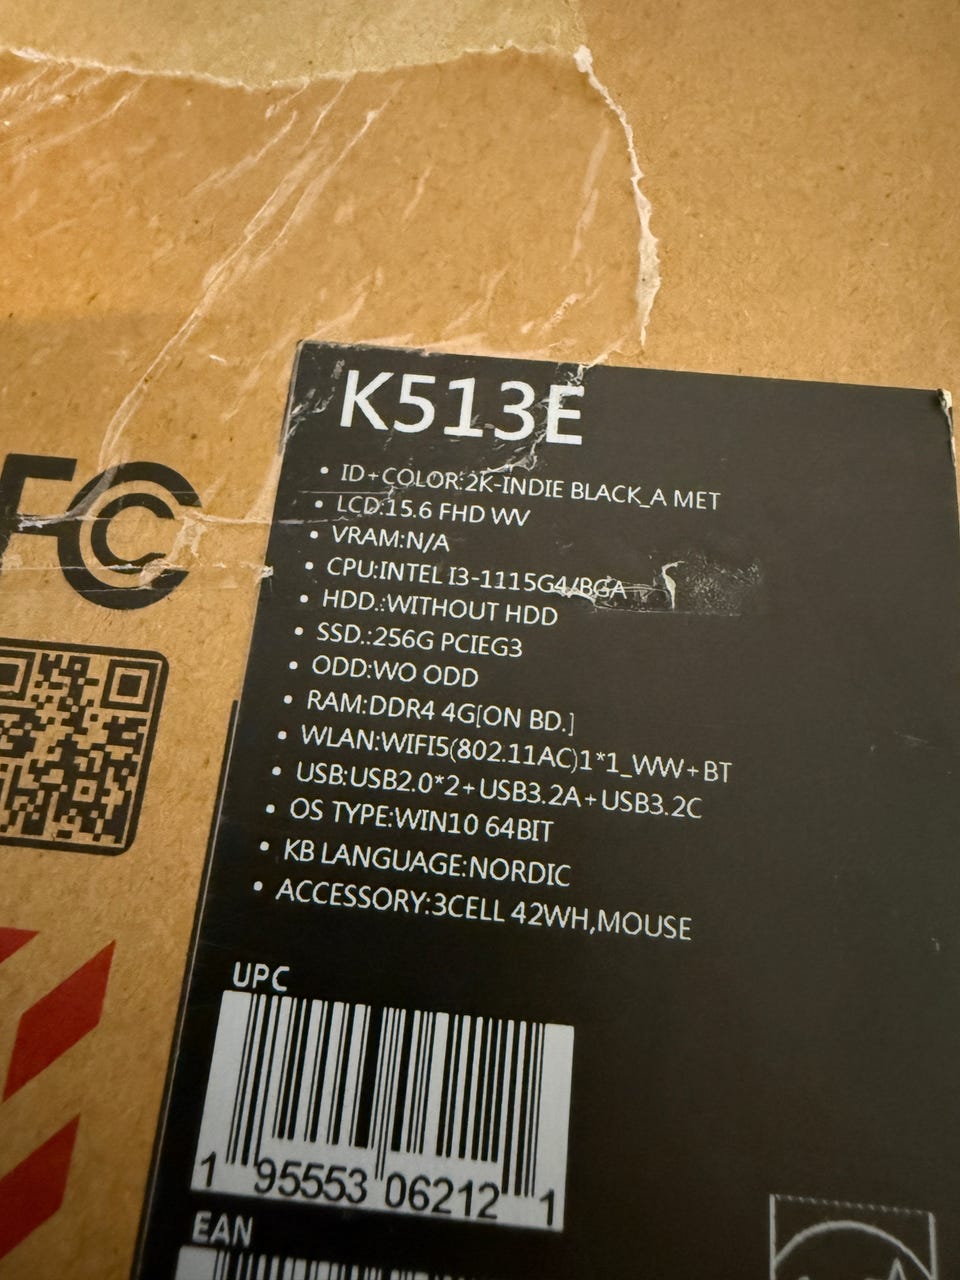 K513E
FC
• ID+COLOR:2K-INDIE BLACK_A MET
• LCD:15.6 FHD WV
• VRAM:N/A
• CPU:INTEL I3-1115G4/BGA
• HDD.:WITHOUT HDD
• SSD.:256G PCIEG3
• ODD:WO ODD
• RAM:DDR4 4G[ON BD.]
• WLAN:WIFI5(802.11AC)1*1_WW+BT
• USB:USB2.0*2+USB3.2A+USB3.2C
• OS TYPE:WIN10 64BIT
• KB LANGUAGE:NORDIC
• ACCESSORY:3CELL 42WH,MOUSE
UPC
1 95553 06212 1
EAN